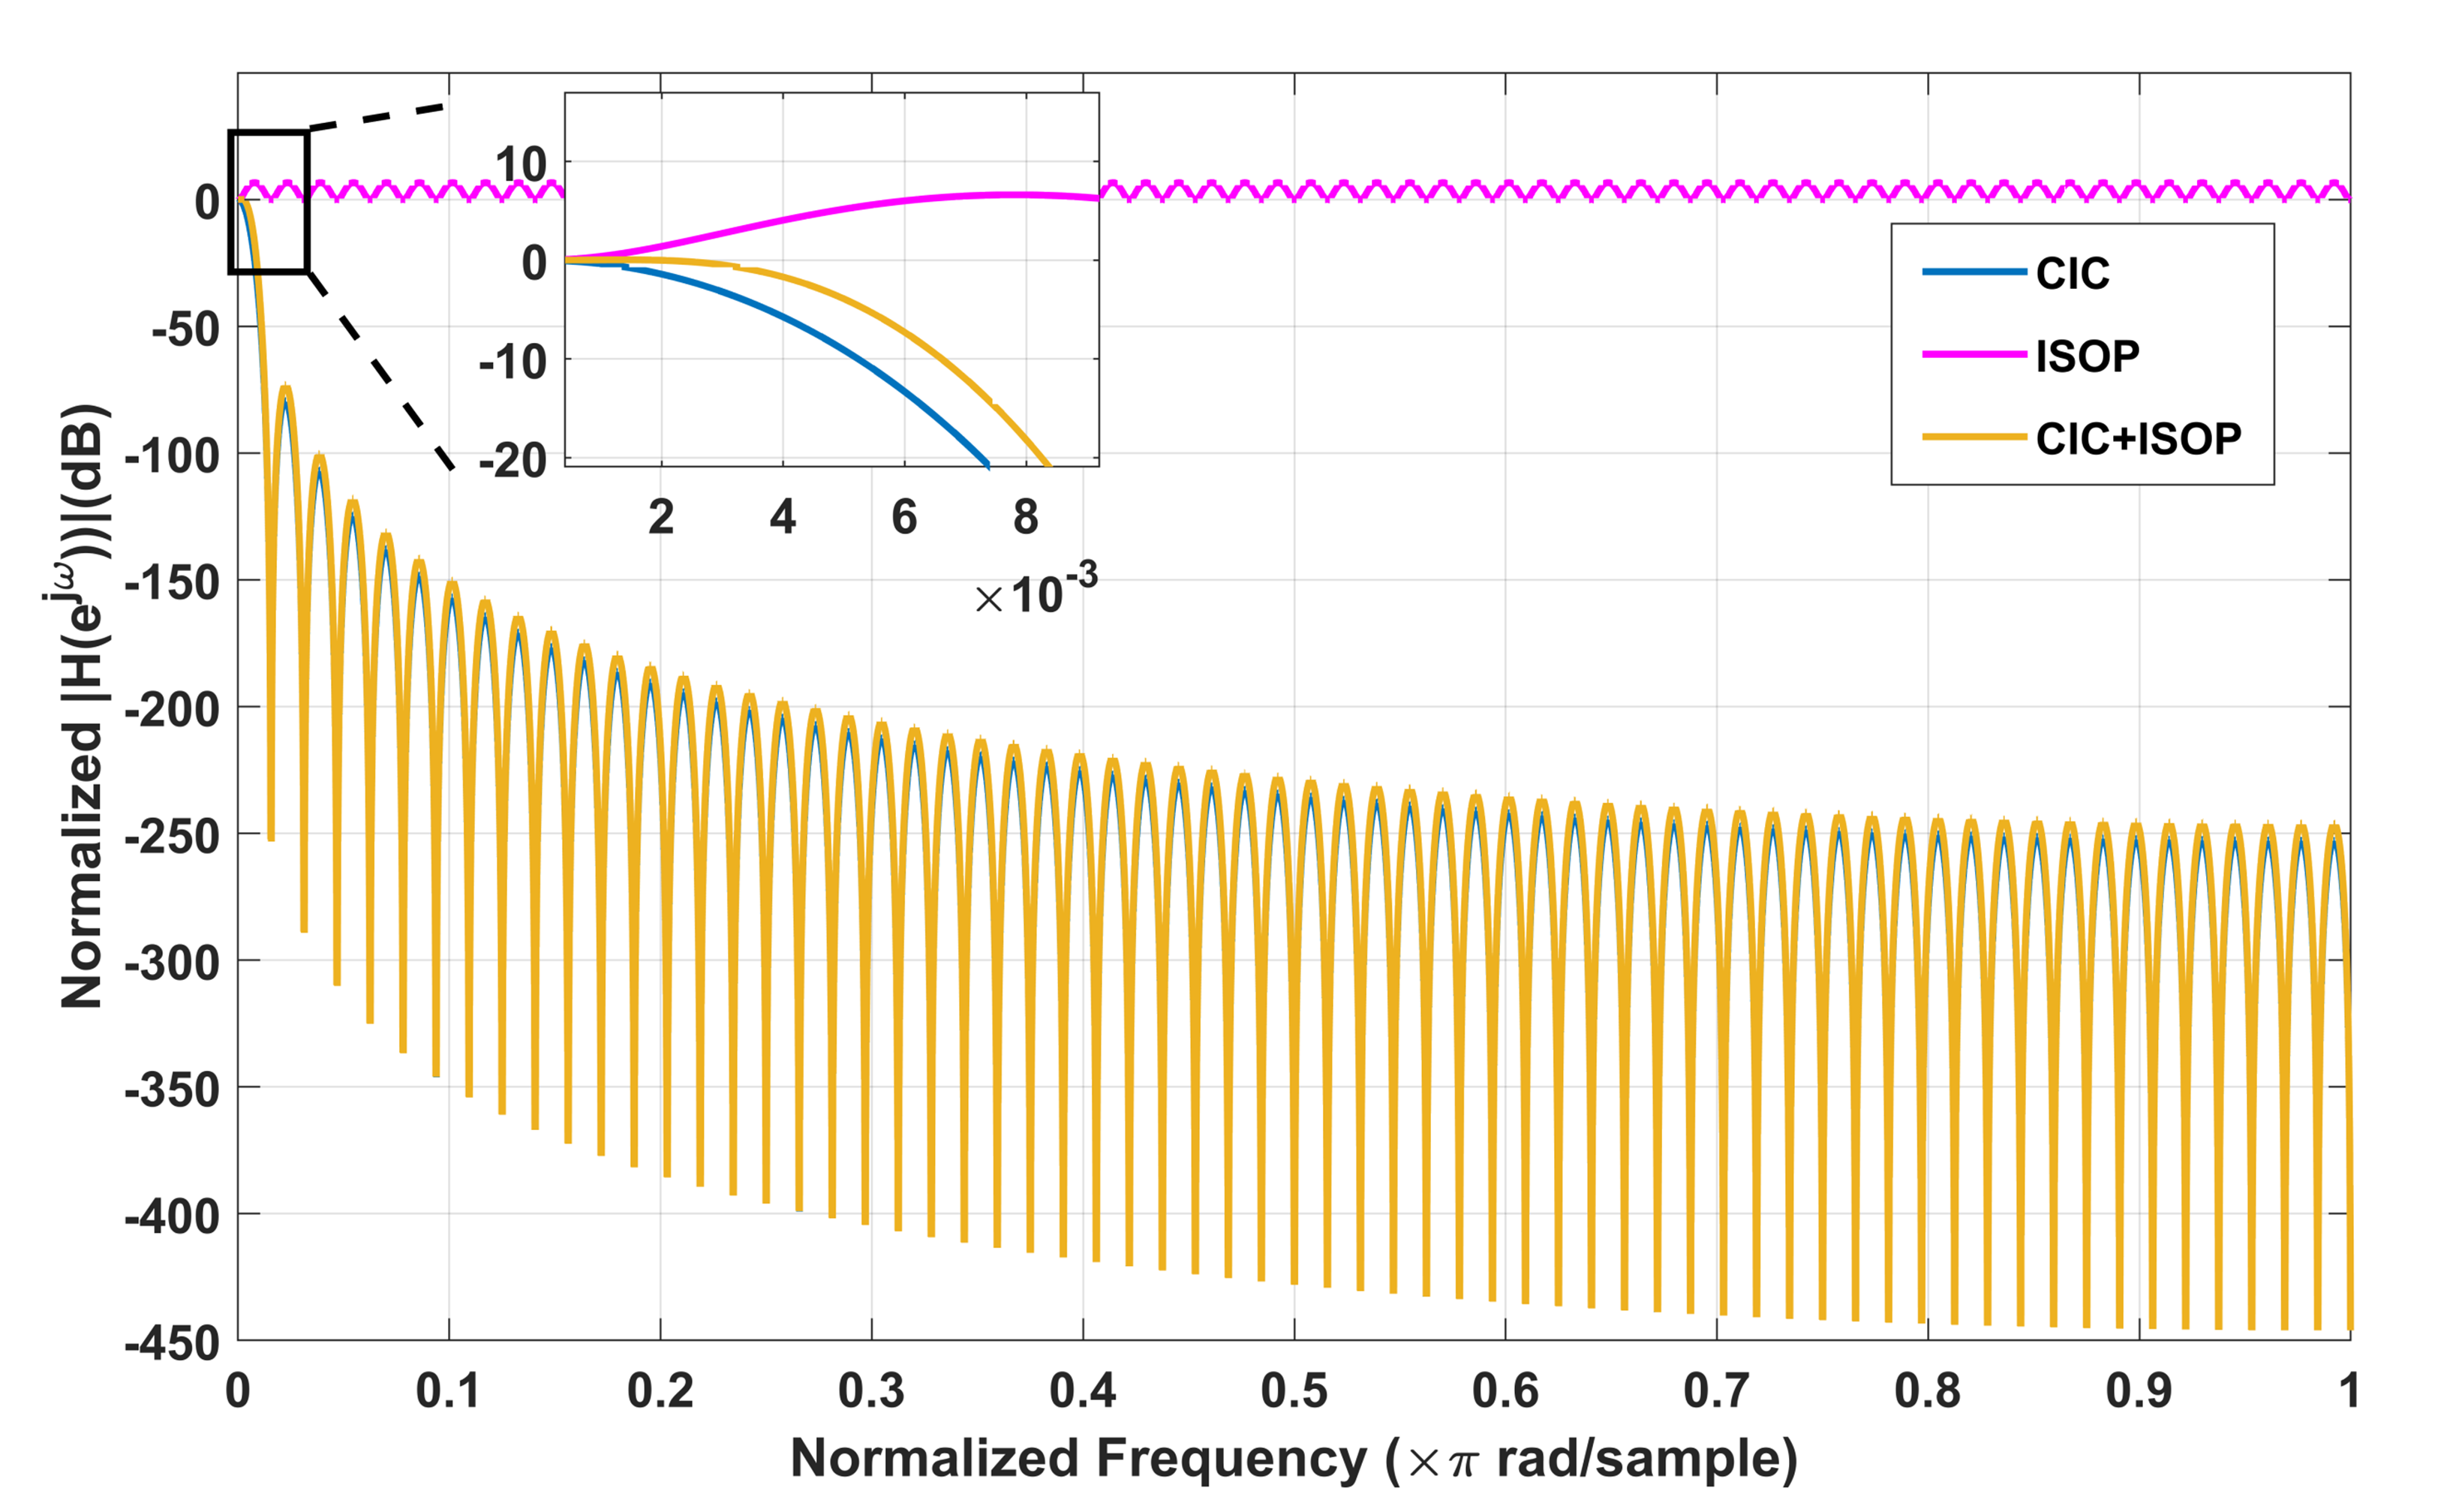 Normalized |H(e^jω))|(dB)
0
-50
-100
-150
-200
-250
-300
-350
-400
-450
10
0
-10
-20
2 4 6 8
×10^-3
CIC
ISOP
CIC+ISOP
0 0.1 0.2 0.3 0.4 0.5 0.6 0.7 0.8 0.9 1
Normalized Frequency (×π rad/sample)